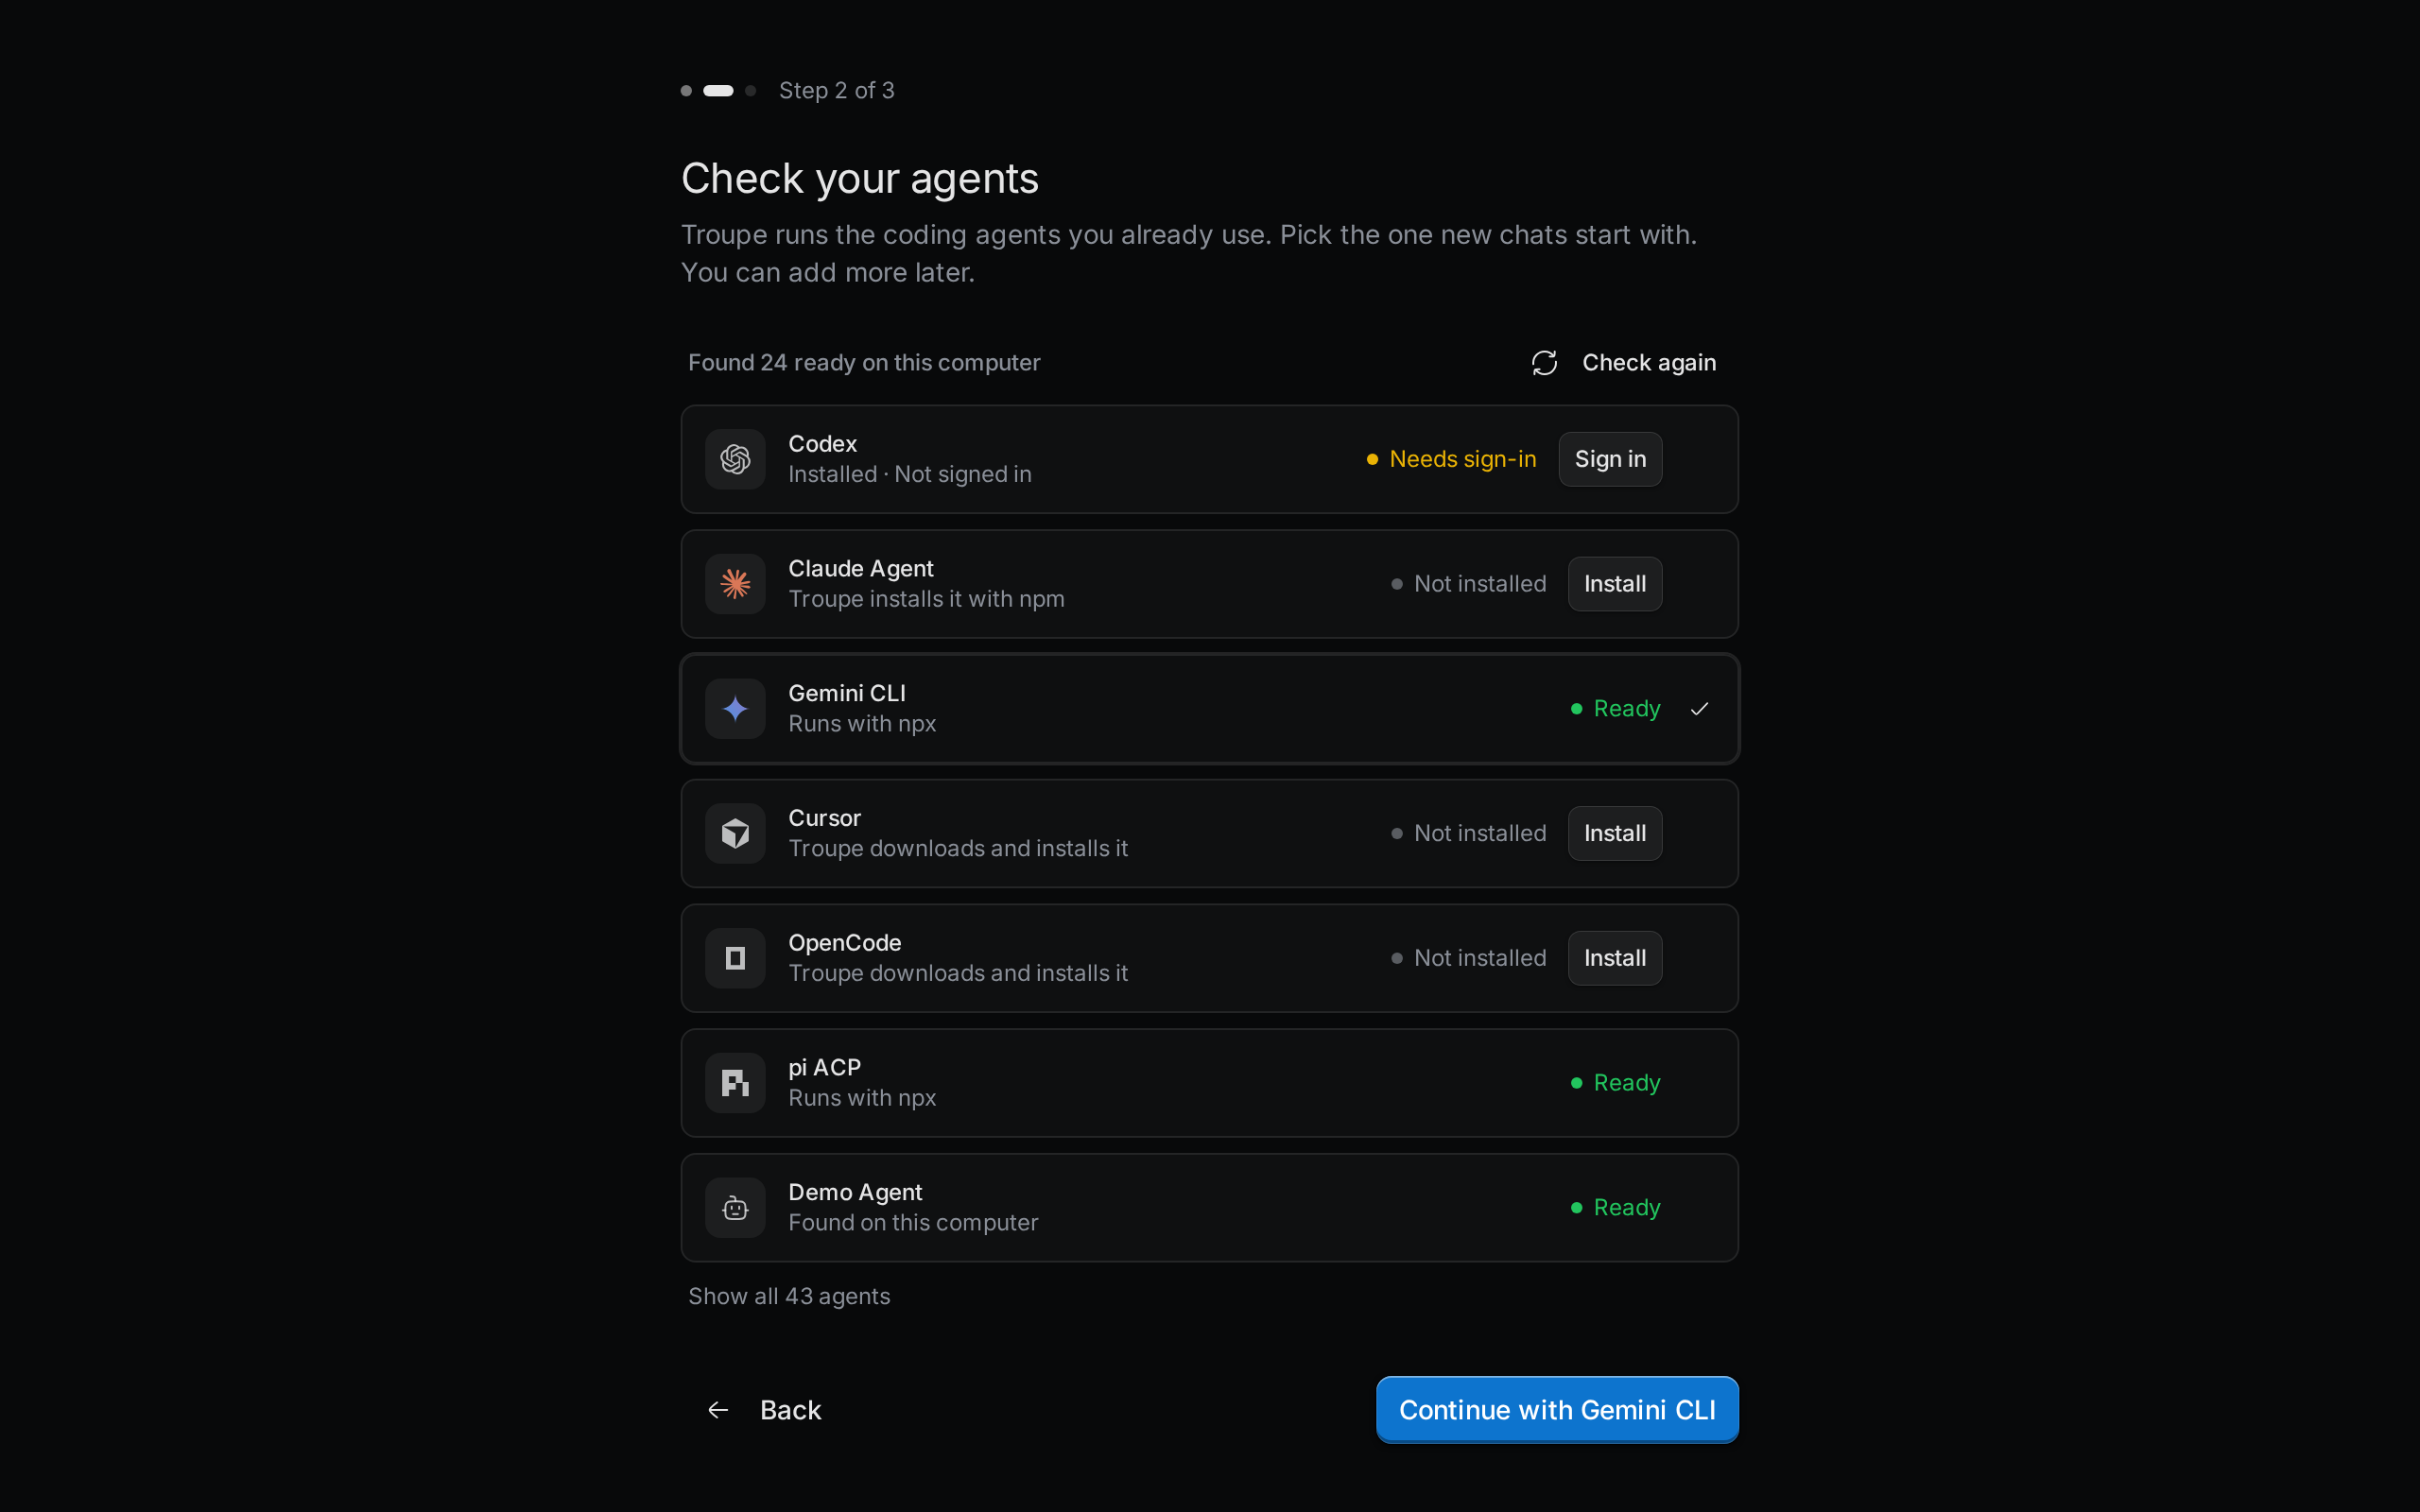 Step 2 of 3
Check your agents
Troupe runs the coding agents you already use. Pick the one new chats start with.
You can add more later.
Found 24 ready on this computer
Check again
Codex
Installed · Not signed in
Needs sign-in
Sign in
Claude Agent
Troupe installs it with npm
Not installed
Install
Gemini CLI
Runs with npx
Ready
Cursor
Troupe downloads and installs it
Not installed
Install
OpenCode
Troupe downloads and installs it
Not installed
Install
pi ACP
Runs with npx
Ready
Demo Agent
Found on this computer
Ready
Show all 43 agents
Back
Continue with Gemini CLI